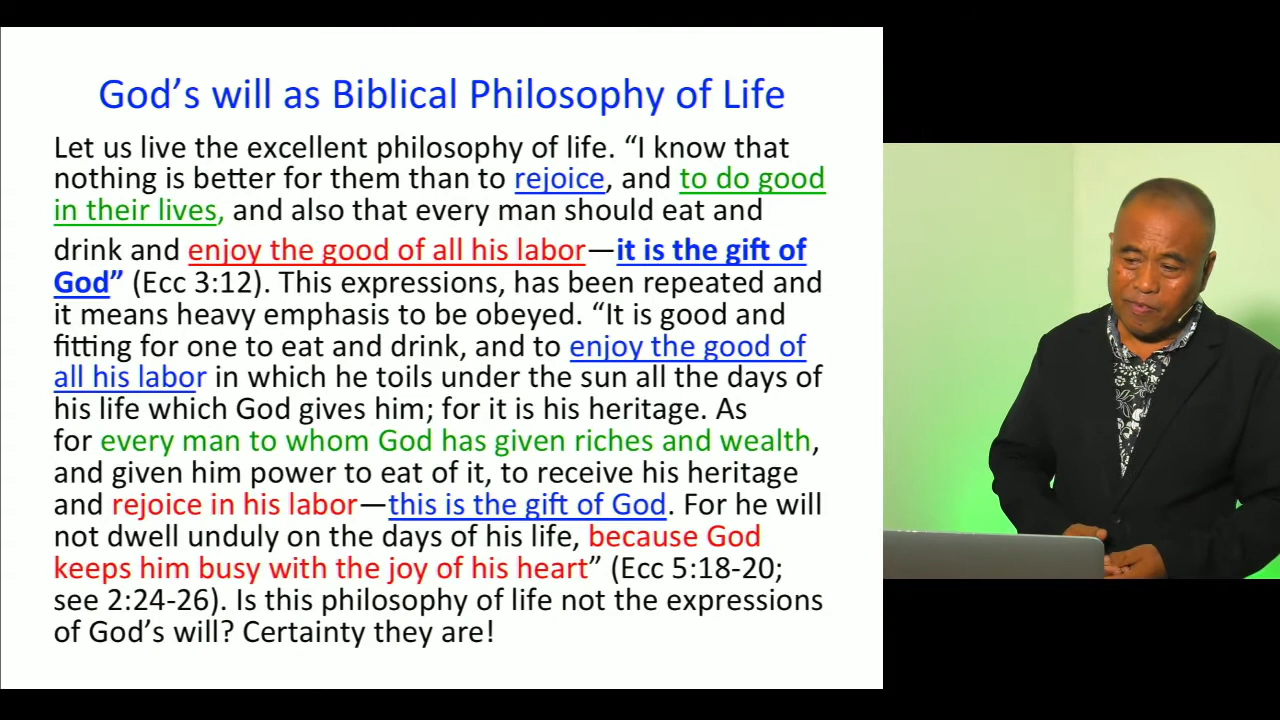 God’s will as Biblical Philosophy of Life
Let us live the excellent philosophy of life. “I know that
nothing is better for them than to rejoice, and to do good
in their lives, and also that every man should eat and
drink and enjoy the good of all his labor—it is the gift of
God” (Ecc 3:12). This expressions, has been repeated and
it means heavy emphasis to be obeyed. “It is good and
fitting for one to eat and drink, and to enjoy the good of
all his labor in which he toils under the sun all the days of
his life which God gives him; for it is his heritage. As
for every man to whom God has given riches and wealth,
and given him power to eat of it, to receive his heritage
and rejoice in his labor—this is the gift of God. For he will
not dwell unduly on the days of his life, because God
keeps him busy with the joy of his heart” (Ecc 5:18-20;
see 2:24-26). Is this philosophy of life not the expressions
of God’s will? Certainty they are!